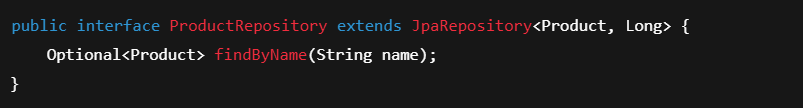 public interface ProductRepository extends JpaRepository<Product, Long> {
    Optional<Product> findByName(String name);
}